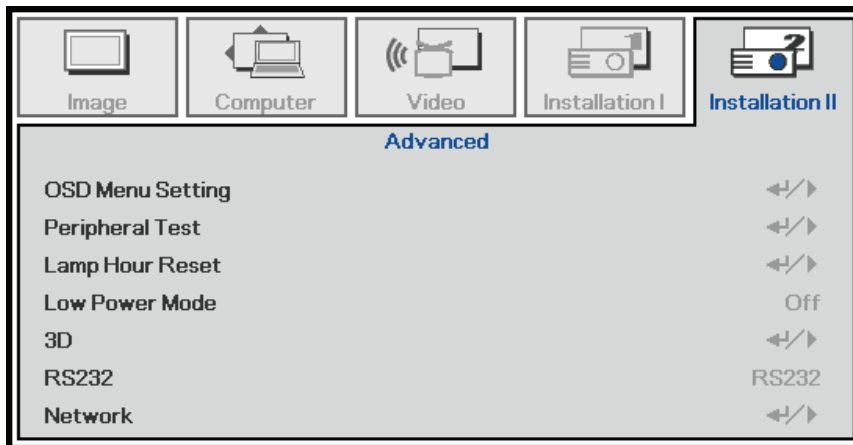 Image Computer Video Installation I Installation II
Advanced
OSD Menu Setting
Peripheral Test
Lamp Hour Reset
Low Power Mode Off
3D
RS232 RS232
Network